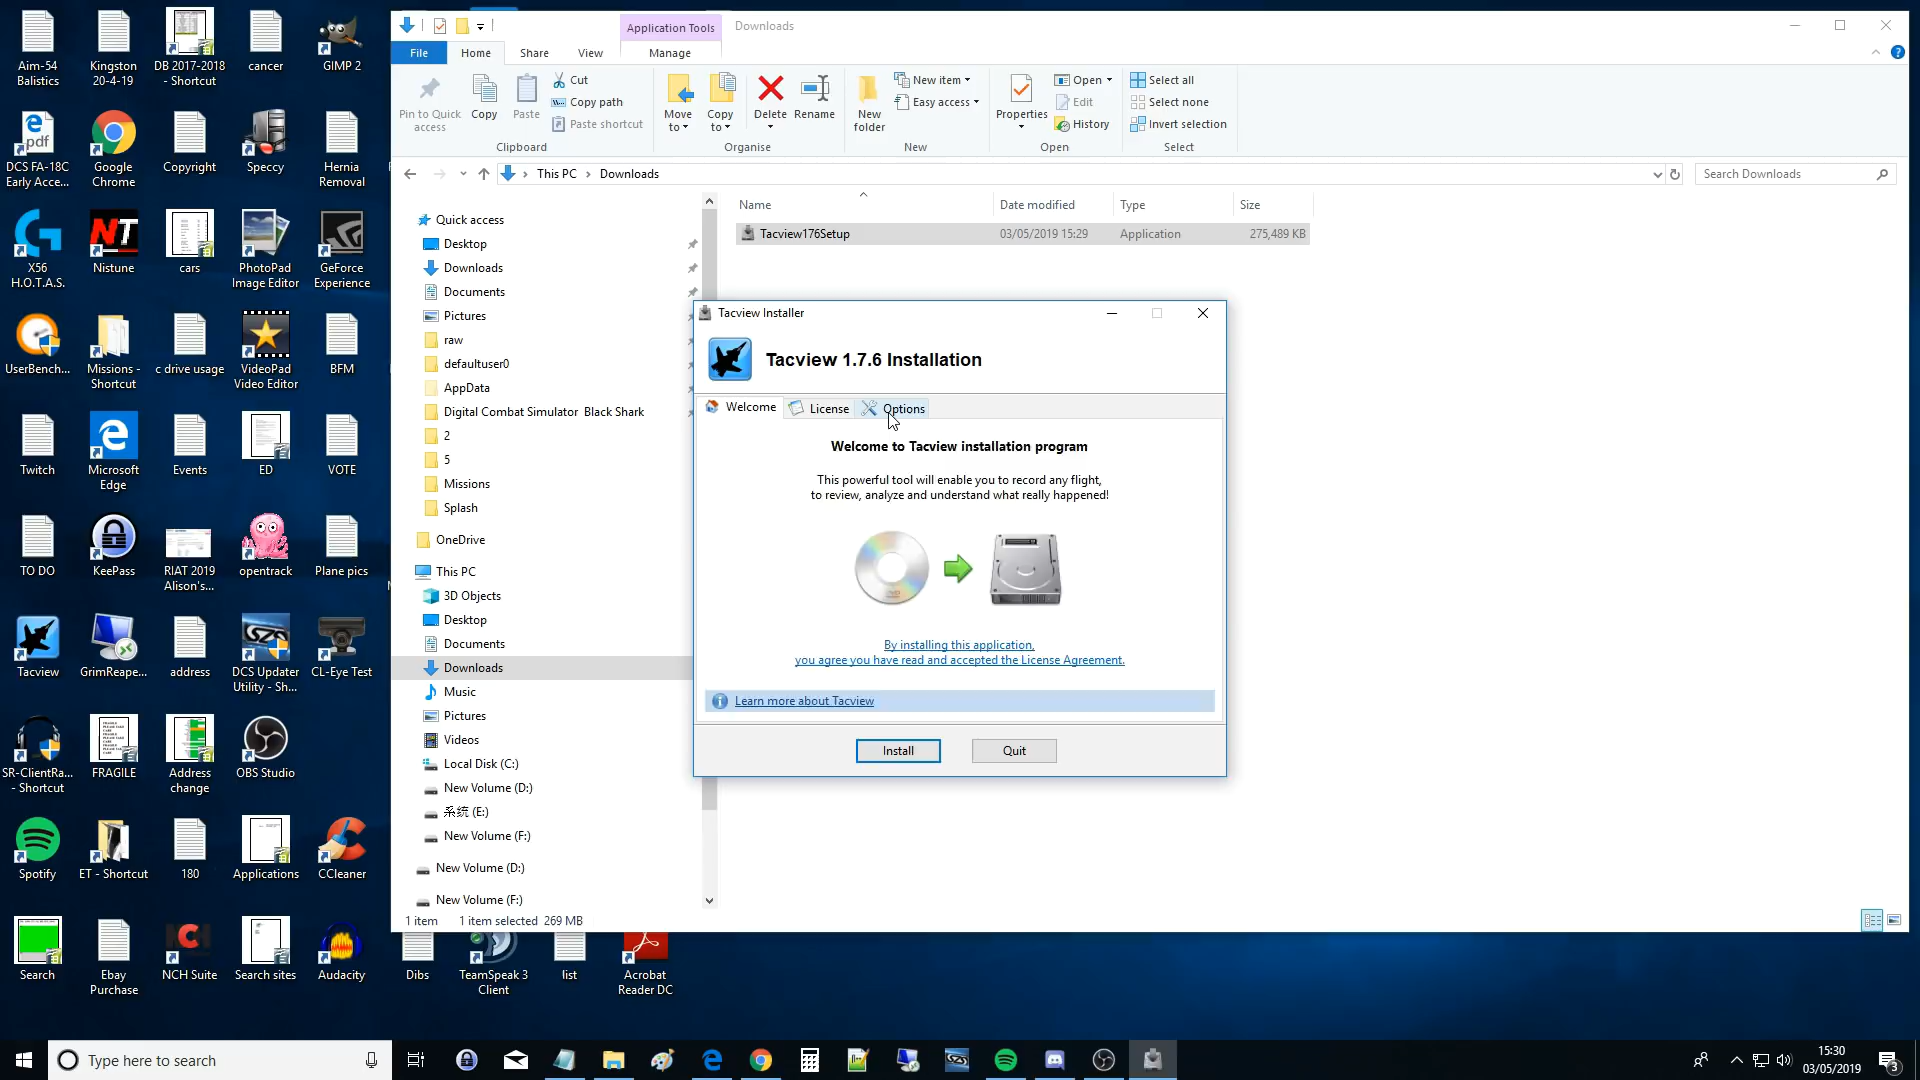 Aim-54
Balistics
Kingston
20-4-19
DB 2017-2018
- Shortcut
cancer
GIMP 2
DCS FA-18C
Early Acce...
Google
Chrome
Copyright
Speccy
Hernia
Removal
X56
H.O.T.A.S.
Nistune
cars
PhotoPad
Image Editor
GeForce
Experience
UserBench...
Missions -
Shortcut
c drive usage
VideoPad
Video Editor
BFM
Twitch
Microsoft
Edge
Events
ED
VOTE
TO DO
KeePass
RIAT 2019
Alison's...
opentrack
Plane pics
Tacview
GrimReape...
address
DCS Updater
Utility - Sh...
CL-Eye Test
SR-ClientRa...
- Shortcut
FRAGILE
Address
change
OBS Studio
Spotify
ET - Shortcut
180
Applications
CCleaner
Search
Ebay
Purchase
NCH Suite
Search sites
Audacity
Dibs
TeamSpeak 3
Client
list
Acrobat
Reader DC
Application Tools
Downloads
File
Home
Share
View
Manage
Pin to Quick
access
Copy
Paste
Cut
Copy path
Paste shortcut
Clipboard
Move
to
Copy
to
Delete
Rename
Organise
New
folder
New item
Easy access
New
Properties
Open
Edit
History
Open
Select all
Select none
Invert selection
Select
This PC
Downloads
Search Downloads
Quick access
Desktop
Downloads
Documents
Pictures
raw
defaultuser0
AppData
Digital Combat Simulator Black Shark
2
5
Missions
Splash
OneDrive
This PC
3D Objects
Desktop
Documents
Downloads
Music
Pictures
Videos
Local Disk (C:)
New Volume (D:)
系统 (E:)
New Volume (F:)
New Volume (D:)
New Volume (F:)
1 item
1 item selected 269 MB
Name
Date modified
Type
Size
Tacview176Setup
03/05/2019 15:29
Application
275,489 KB
Tacview Installer
Tacview 1.7.6 Installation
Welcome
License
Options
Welcome to Tacview installation program
This powerful tool will enable you to record any flight,
to review, analyze and understand what really happened!
By installing this application,
you agree you have read and accepted the License Agreement.
Learn more about Tacview
Install
Quit
Type here to search
15:30
03/05/2019
3